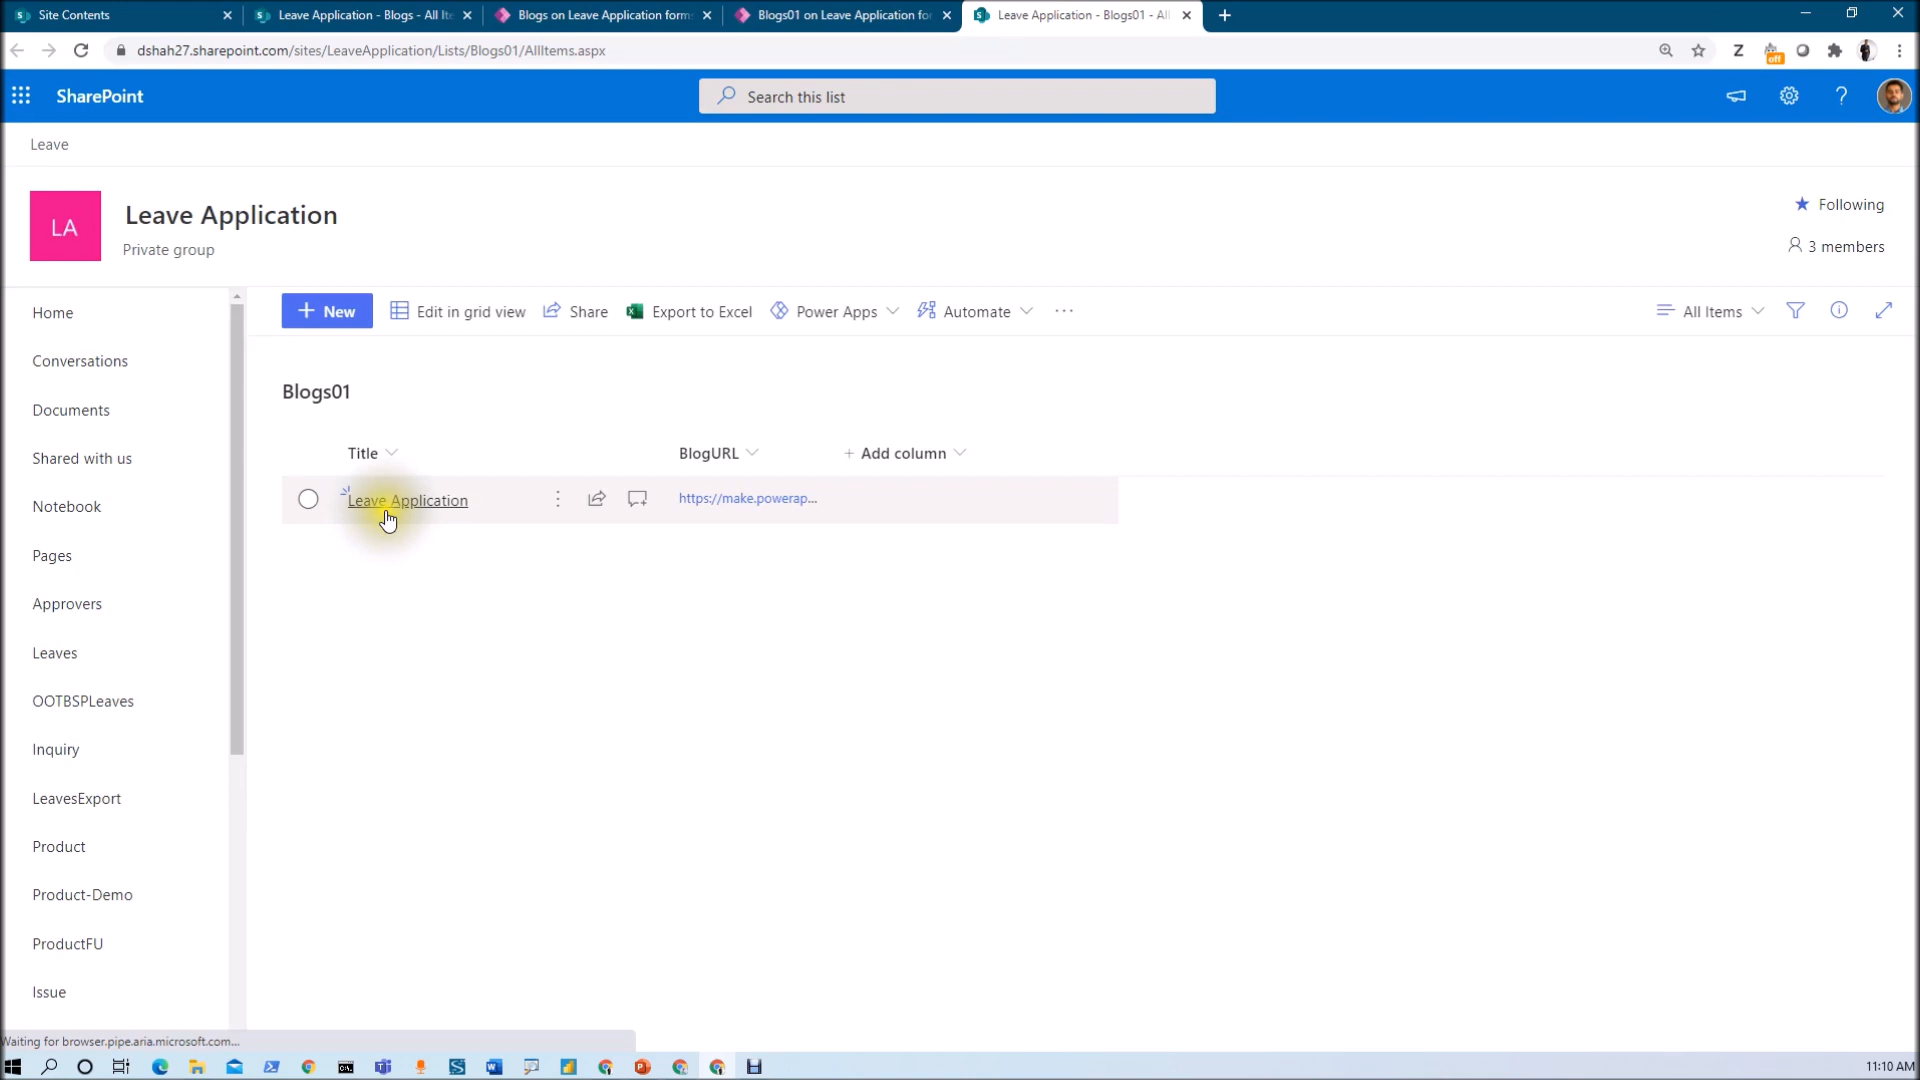 Site Contents
Leave Application - Blogs - All Ite
Blogs on Leave Application form
Blogs01 on Leave Application fo
Leave Application - Blogs01 - All
dshah27.sharepoint.com/sites/LeaveApplication/Lists/Blogs01/AllItems.aspx
Z
off
SharePoint
Search this list
?
Leave
LA
Leave Application
Private group
Following
3 members
Home
Conversations
Documents
Shared with us
Notebook
Pages
Approvers
Leaves
OOTBSPLeaves
Inquiry
LeavesExport
Product
Product-Demo
ProductFU
Issue
+ New
Edit in grid view
Share
Export to Excel
Power Apps
Automate
...
All Items
Blogs01
Title
BlogURL
+ Add column
Leave Application
https://make.powerap...
Waiting for browser.pipe.aria.microsoft.com...
11:10 AM